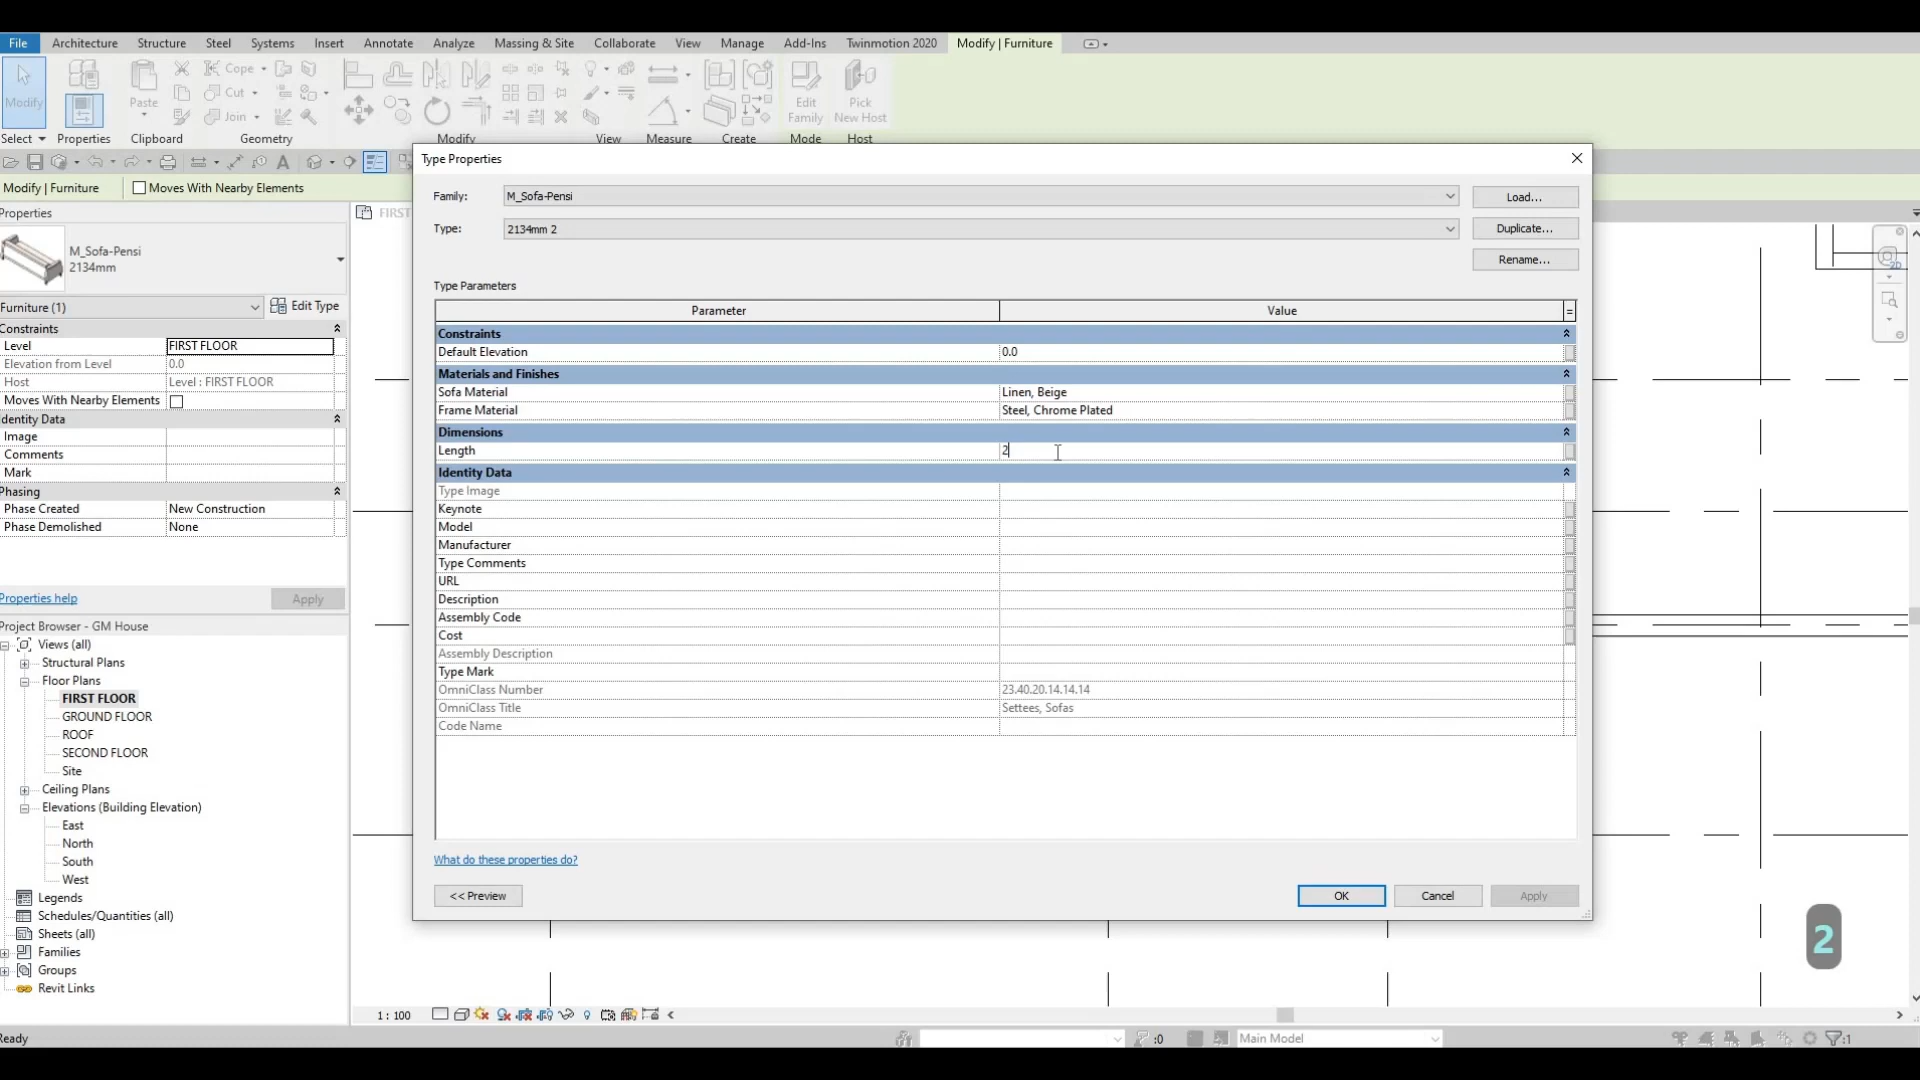 File Architecture Structure Steel Systems Insert Annotate Analyze Massing & Site Collaborate View Manage Add-Ins Twinmotion 2020 Modify | Furniture
Cope
Modify Paste Cut Edit Pick
Join Family New Host
Select Properties Clipboard Geometry Modify View Measure Create Mode Host
Modify | Furniture Moves With Nearby Elements
Properties FIRST
M_Sofa-Pensi
2134mm
Furniture (1) Edit Type
Constraints
Level FIRST FLOOR
Elevation from Level 0.0
Host Level : FIRST FLOOR
Moves With Nearby Elements
dentity Data
Image
Comments
Mark
Phasing
Phase Created New Construction
Phase Demolished None
Properties help Apply
Project Browser - GM House
Views (all)
Structural Plans
Floor Plans
FIRST FLOOR
GROUND FLOOR
ROOF
SECOND FLOOR
Site
Ceiling Plans
Elevations (Building Elevation)
East
North
South
West
Legends
Schedules/Quantities (all)
Sheets (all)
Families
Groups
Revit Links
Type Properties
Family: M_Sofa-Pensi Load...
Type: 2134mm 2 Duplicate...
Rename...
Type Parameters
Parameter Value =
Constraints
Default Elevation 0.0
Materials and Finishes
Sofa Material Linen, Beige
Frame Material Steel, Chrome Plated
Dimensions
Length 2
Identity Data
Type Image
Keynote
Model
Manufacturer
Type Comments
URL
Description
Assembly Code
Cost
Assembly Description
Type Mark
OmniClass Number 23.40.20.14.14.14
OmniClass Title Settees, Sofas
Code Name
What do these properties do?
<< Preview OK Cancel Apply
2D
2
1 : 100
Ready :0 Main Model :1